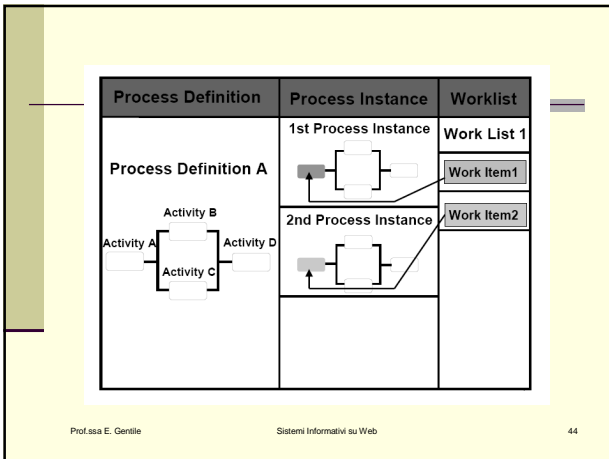 Process Definition
Process Instance
Worklist
Process Definition A
Activity B
Activity A
Activity D
Activity C
1st Process Instance
2nd Process Instance
Work List 1
Work Item1
Work Item2
Prof.ssa E. Gentile
Sistemi Informativi su Web
44